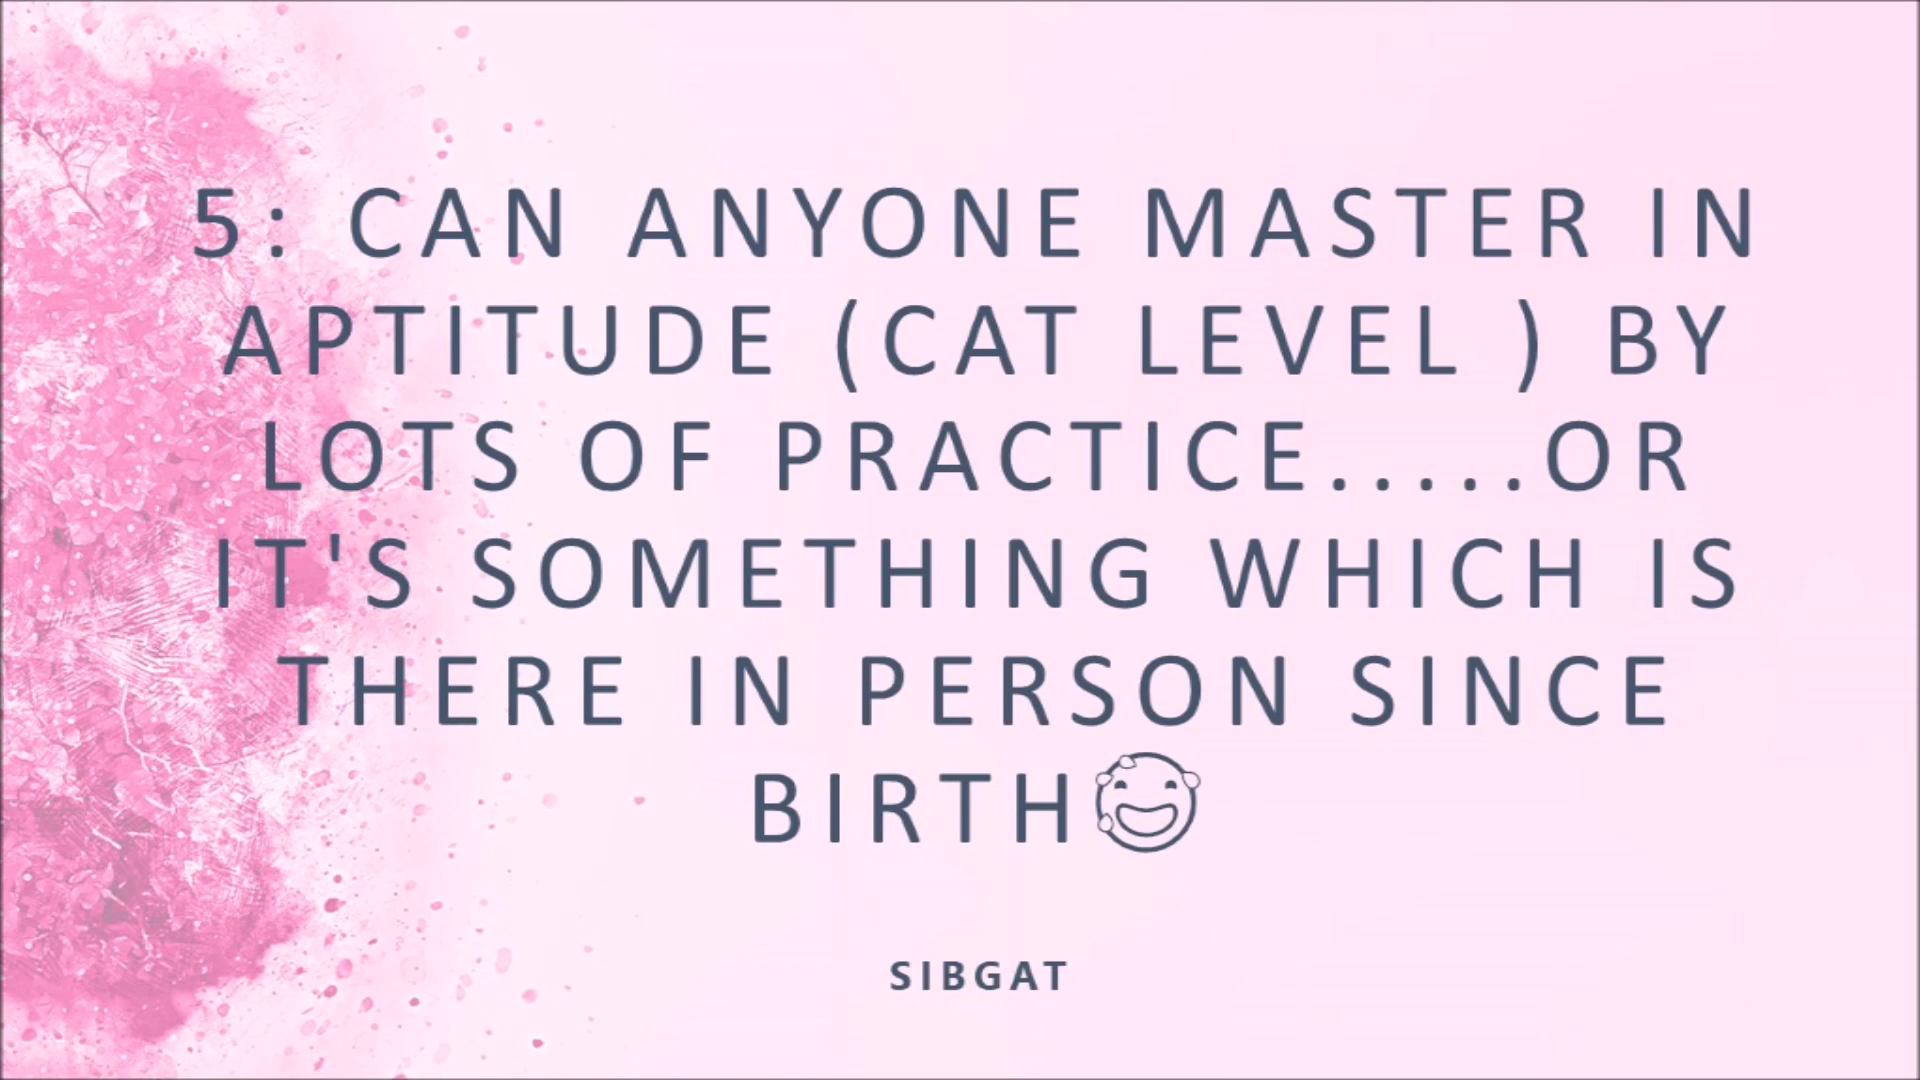 5: CAN ANYONE MASTER IN
APTITUDE (CAT LEVEL ) BY
LOTS OF PRACTICE.....OR
IT'S SOMETHING WHICH IS
THERE IN PERSON SINCE
BIRTH😅
SIBGAT